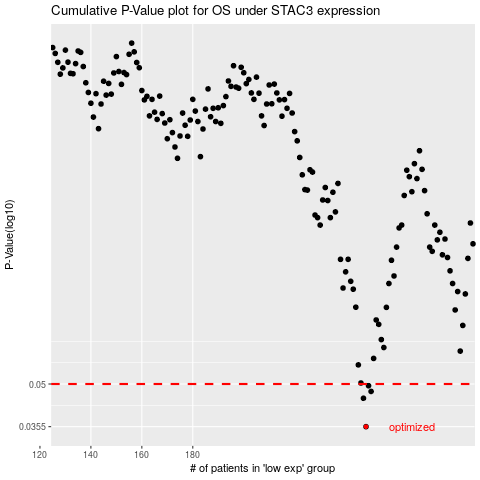 Cumulative P-Value plot for OS under STAC3 expression
P-Value(log10)
0.05
0.0355
optimized
120 140 160 180
# of patients in 'low exp' group